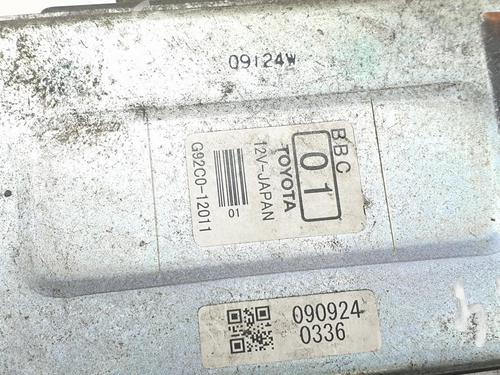 09124W
BBC
01
TOYOTA
12V-JAPAN
01
G92C0-12011
090924
0336